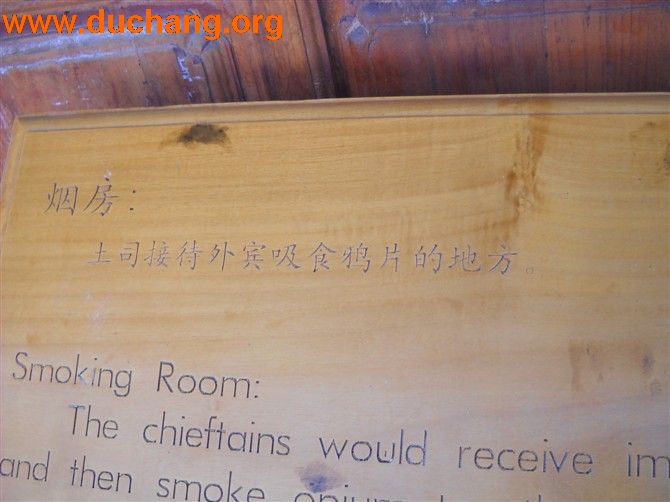 www.duchang.org
烟房：
土司接待外宾吸食鸦片的地方。
Smoking Room:
The chieftains would receive
and then smoke opium